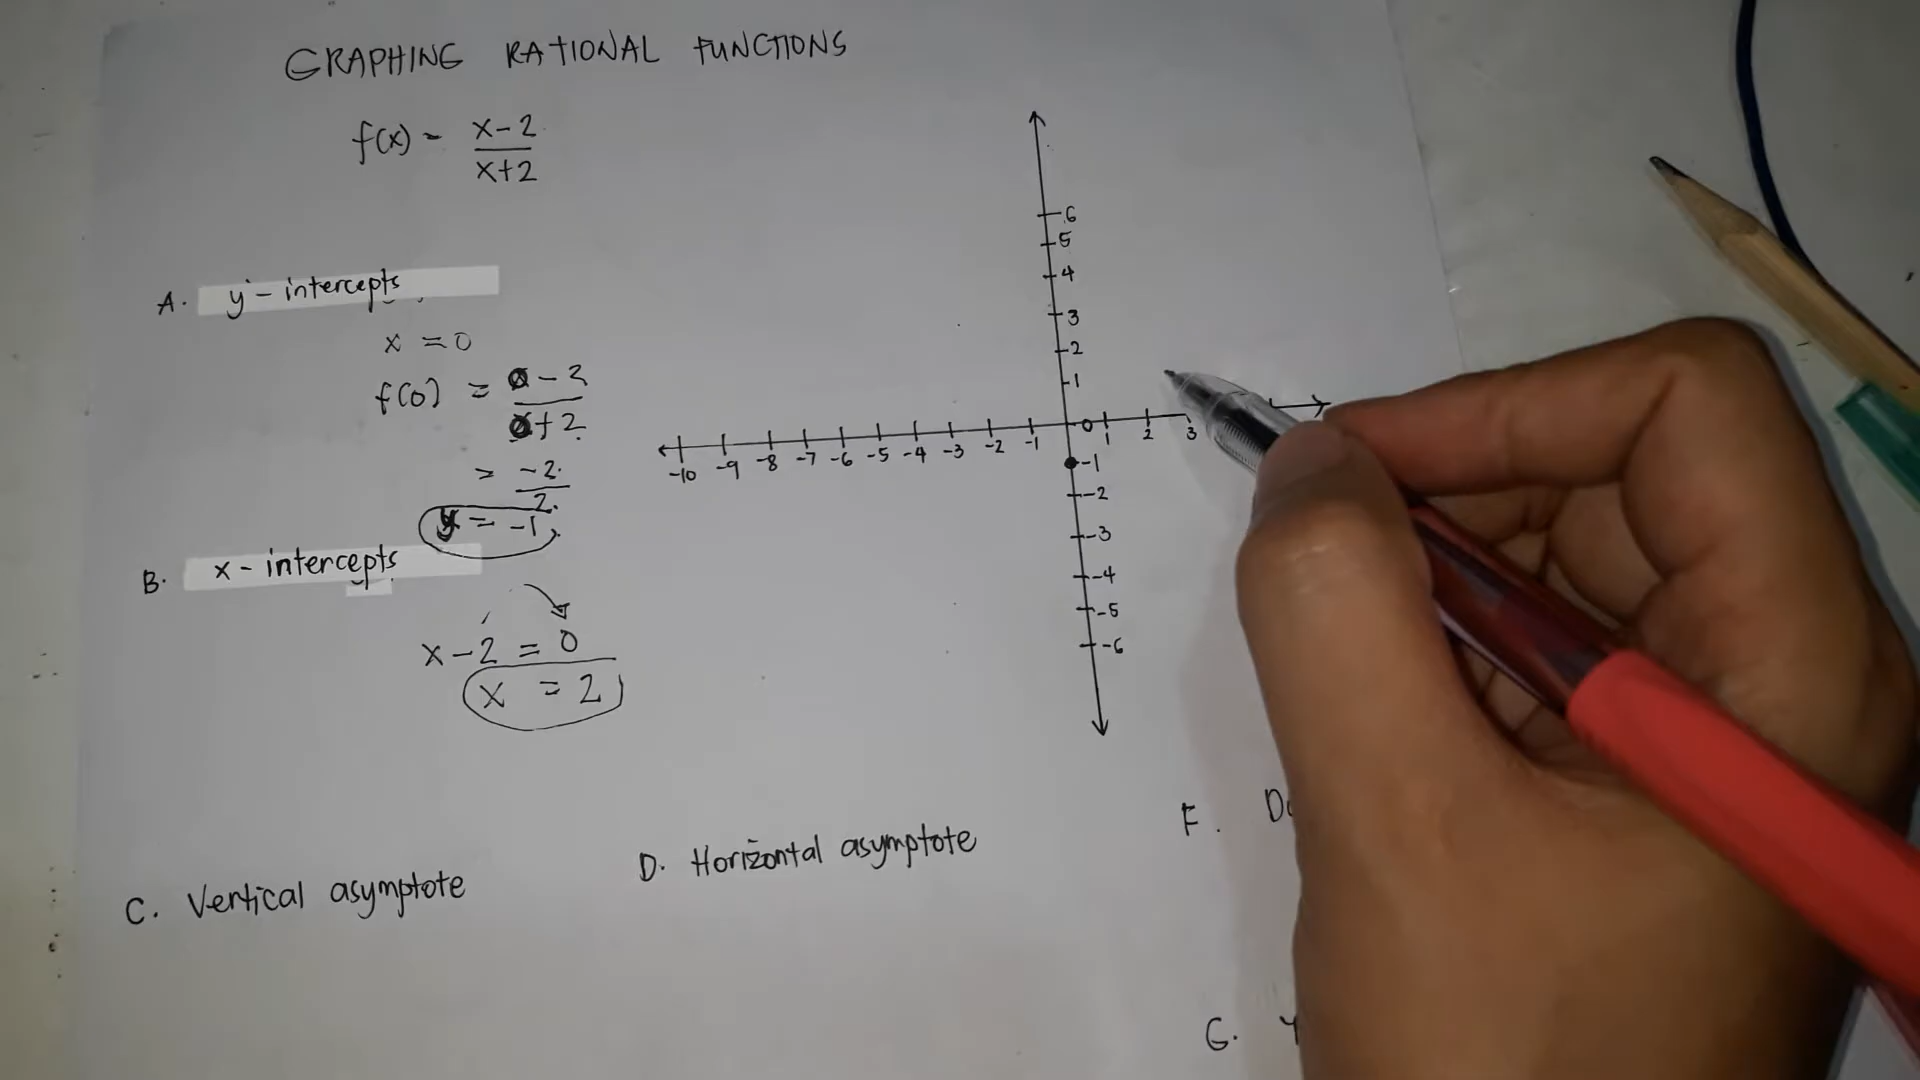 GRAPHING RATIONAL FUNCTIONS
f(x) = x-2
x+2
A. y - intercepts
x = 0
f(0) = 0 - 2
0 + 2
= -2
2
y = -1
B. x - intercepts
x - 2 = 0
x = 2
6
5
4
3
2
1
-10 -9 -8 -7 -6 -5 -4 -3 -2 -1 0 1 2 3
-1
-2
-3
-4
-5
-6
C. Vertical asymptote
D. Horizontal asymptote
F.
G.